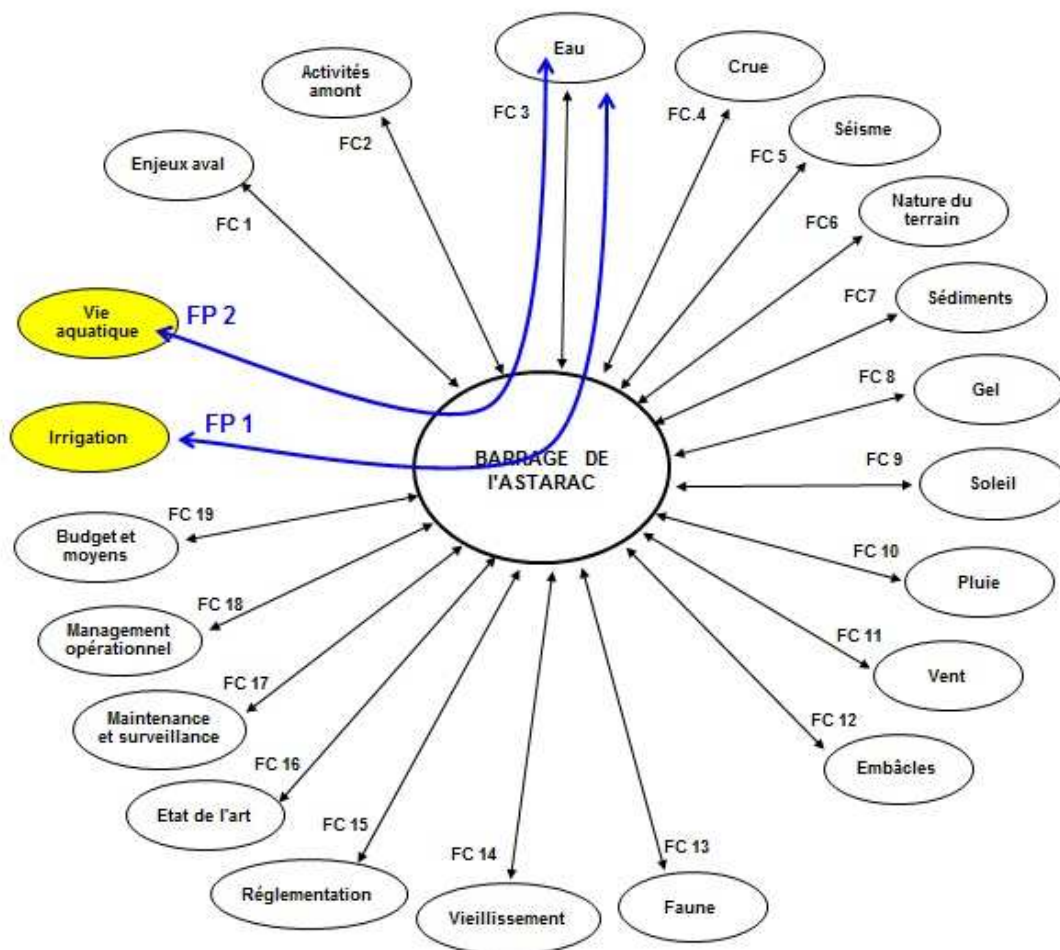 Eau
Crue
Activités
amont
FC 3
FC.4
FC2
Séisme
Enjeux aval
FC 5
Nature du
terrain
FC 1
FC6
Vie
aquatique
FP 2
FC7
Sédiments
FC 8
Gel
Irrigation
FP 1
BARRAGE DE
l'ASTARAC
FC 9
Soleil
FC 19
Budget et
moyens
FC 10
Pluie
FC 18
Management
opérationnel
FC 11
Vent
FC 17
Maintenance
et surveillance
FC 12
Embâcles
FC 16
Etat de l'art
FC 15
FC 14
FC 13
Réglementation
Vieillissement
Faune